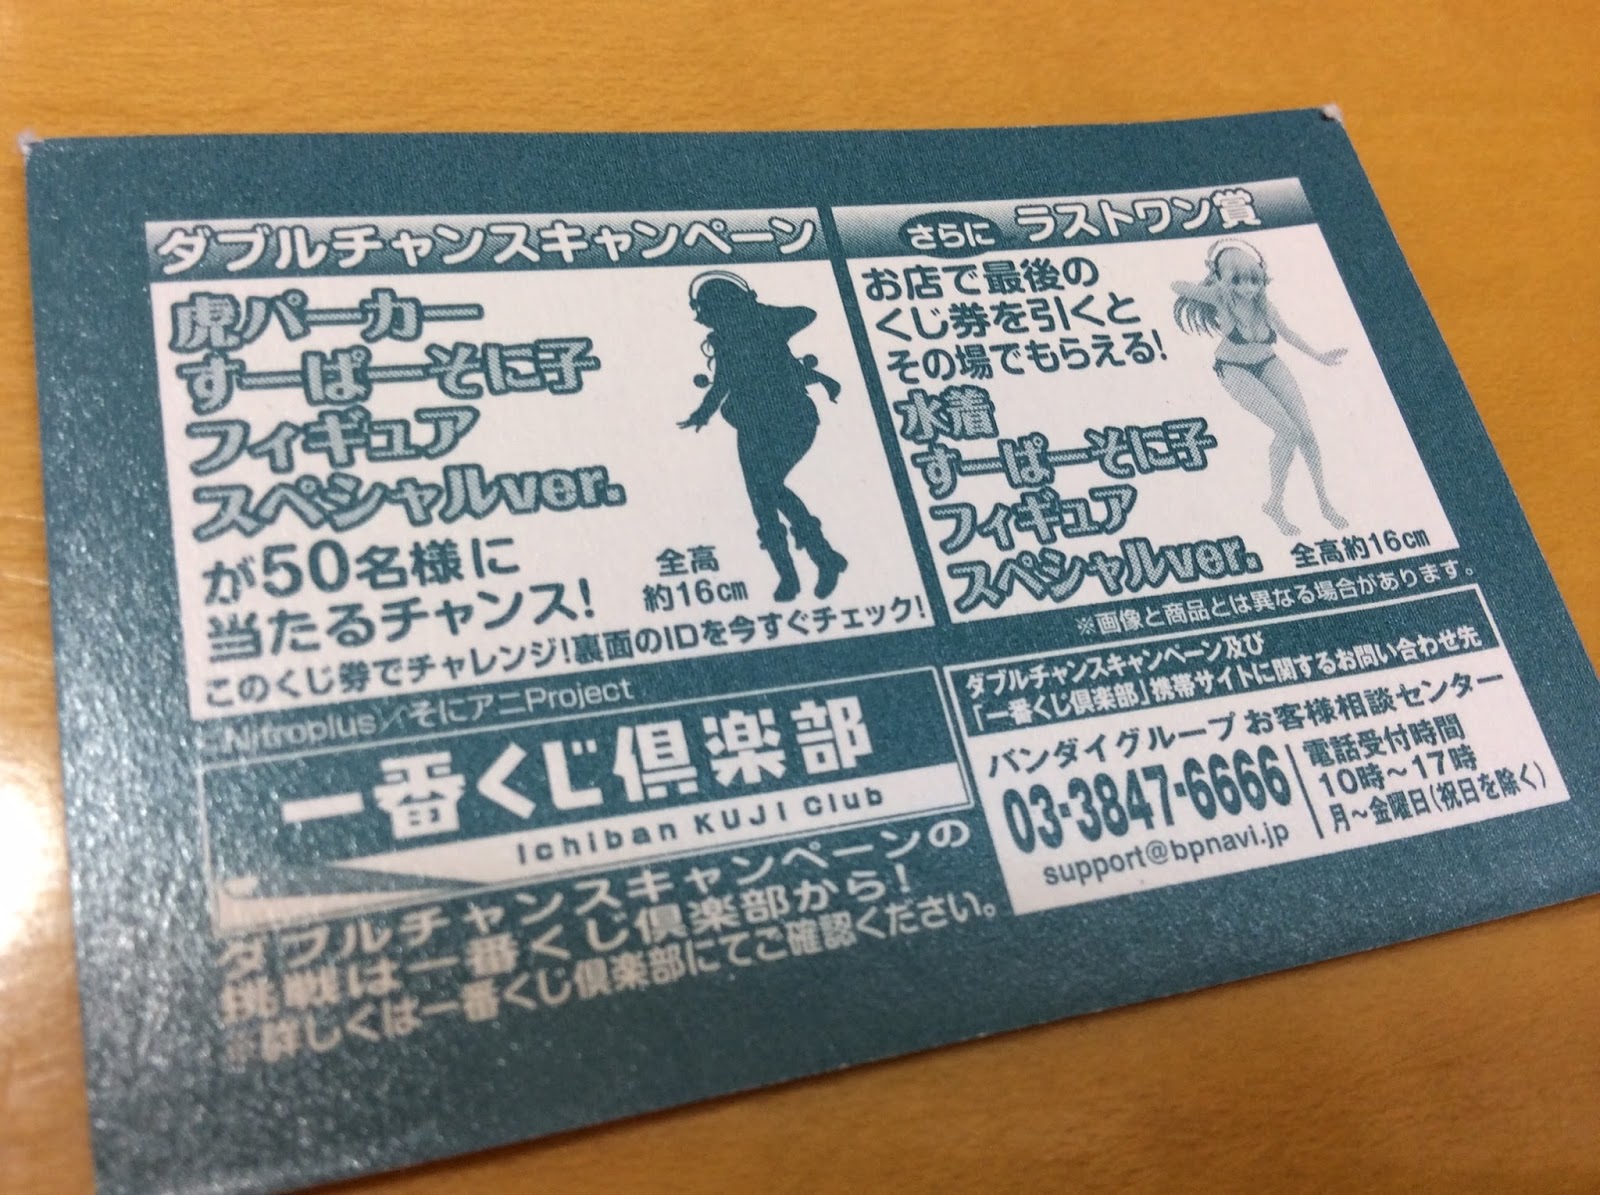 ダブルチャンスキャンペーン
虎パーカー
すーぱーそに子
フィギュア
スペシャルver.
が50名様に
当たるチャンス!
全高
約16cm
このくじ券でチャレンジ!裏面のIDを今すぐチェック!
さらに ラストワン賞
お店で最後の
くじ券を引くと
その場でもらえる!
水着
すーぱーそに子
フィギュア
スペシャルver.
全高約16cm
※画像と商品とは異なる場合があります。
Nitroplus/そにアニProject
一番くじ倶楽部
Ichiban KUJI Club
ダブルチャンスキャンペーンの
挑戦は一番くじ倶楽部から!
※詳しくは一番くじ倶楽部にてご確認ください。
ダブルチャンスキャンペーン及び
「一番くじ倶楽部」携帯サイトに関するお問い合わせ先
バンダイグループお客様相談センター
03-3847-6666
電話受付時間
10時～17時
月～金曜日(祝日を除く)
support@bpnavi.jp